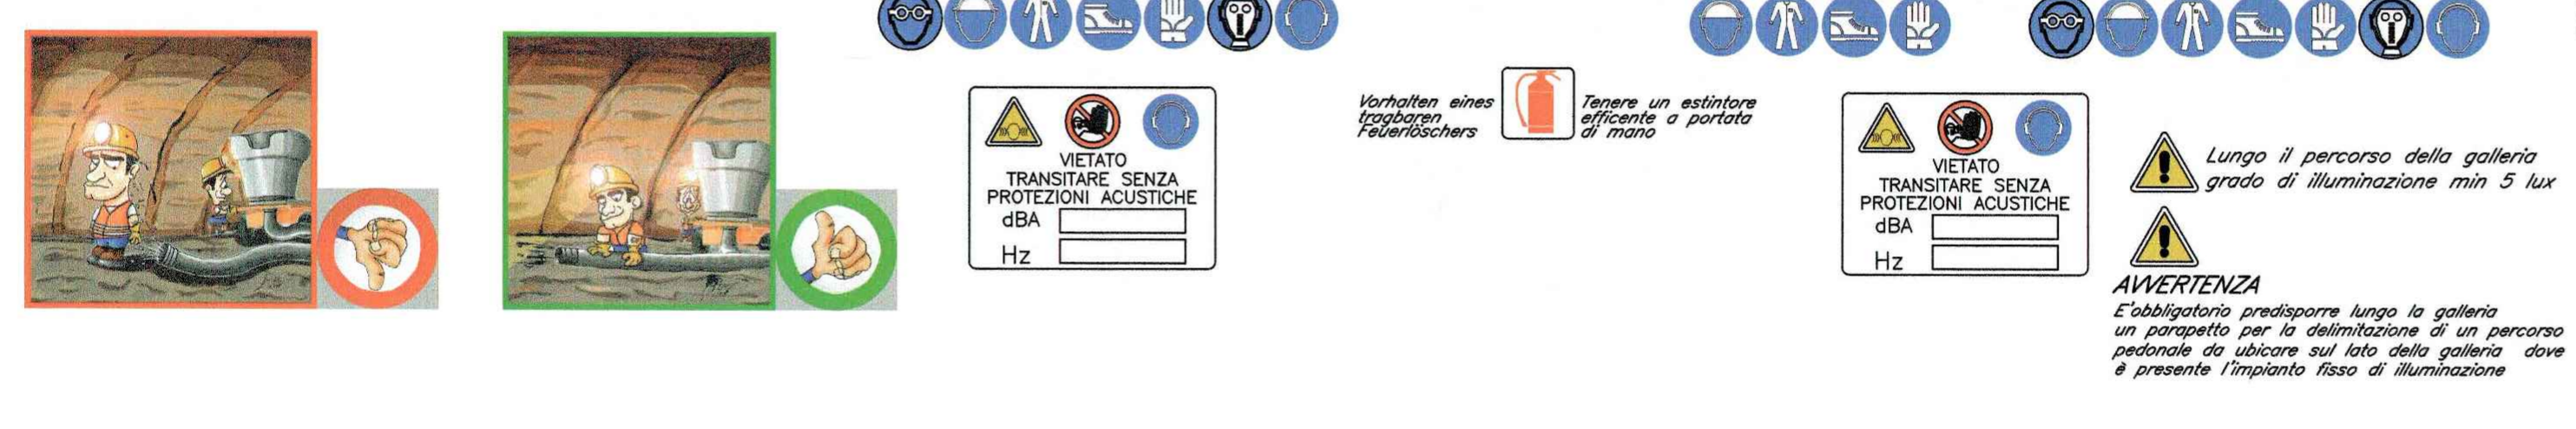 VIETATO
TRANSITARE SENZA
PROTEZIONI ACUSTICHE
dBA
Hz
Vorhalten eines
tragbaren
Feuerlöschers
Tenere un estintore
efficente a portata
di mano
VIETATO
TRANSITARE SENZA
PROTEZIONI ACUSTICHE
dBA
Hz
Lungo il percorso della galleria
grado di illuminazione min 5 lux
AVVERTENZA
E'obbligatorio predisporre lungo la galleria
un parapetto per la delimitazione di un percorso
pedonale da ubicare sul lato della galleria dove
è presente l'impianto fisso di illuminazione